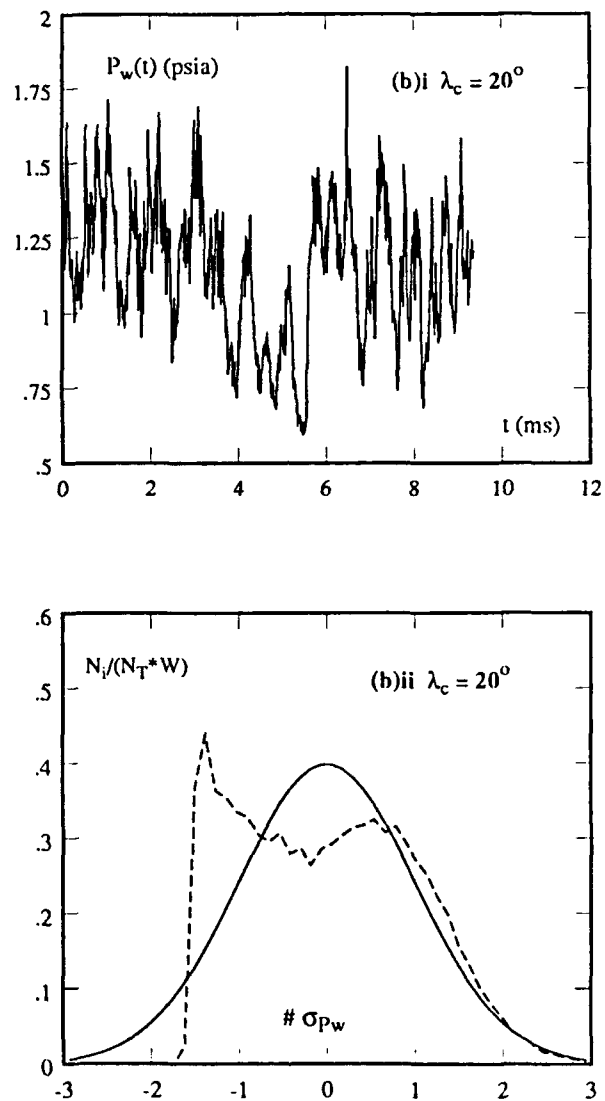 2
P_w(t) (psia)
(b)i λ_c = 20°
1.75
1.5
1.25
1
.75
t (ms)
.5
0 2 4 6 8 10 12
.6
N_i/(N_T*W)
(b)ii λ_c = 20°
.5
.4
.3
.2
.1
# σ_Pw
0
-3 -2 -1 0 1 2 3